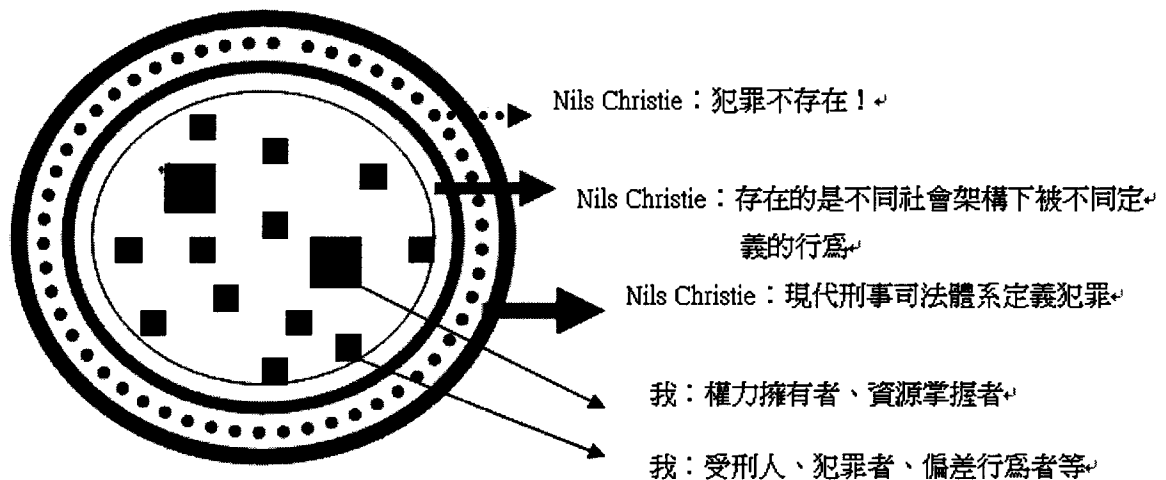 Nils Christie：犯罪不存在！
Nils Christie：存在的是不同社會架構下被不同定
義的行爲
Nils Christie：現代刑事司法體系定義犯罪
我：權力擁有者、資源掌握者
我：受刑人、犯罪者、偏差行爲者等